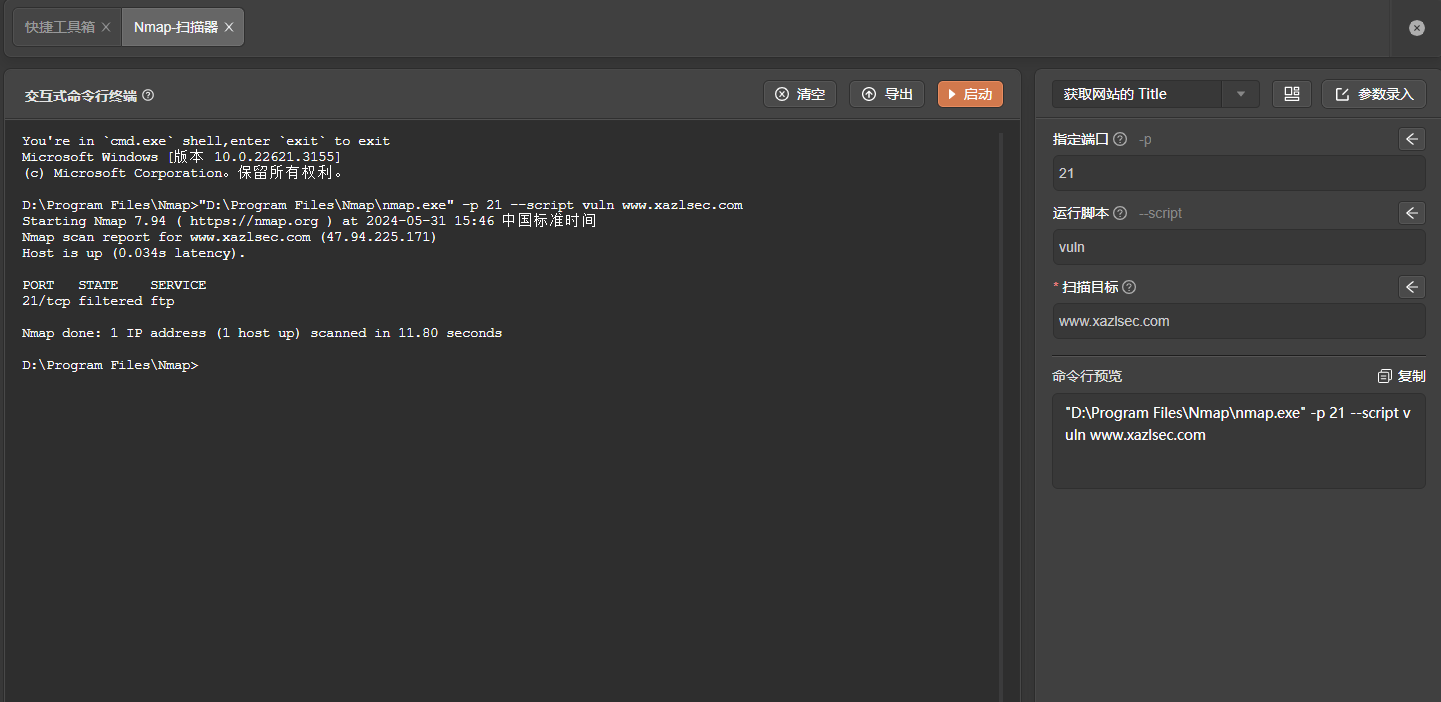 快捷工具箱
Nmap-扫描器
交互式命令行终端
清空
导出
启动
You're in `cmd.exe` shell,enter `exit` to exit
Microsoft Windows [版本 10.0.22621.3155]
(c) Microsoft Corporation。保留所有权利。
D:\Program Files\Nmap>"D:\Program Files\Nmap\nmap.exe" -p 21 --script vuln www.xazlsec.com
Starting Nmap 7.94 ( https://nmap.org ) at 2024-05-31 15:46 中国标准时间
Nmap scan report for www.xazlsec.com (47.94.225.171)
Host is up (0.034s latency).
PORT   STATE    SERVICE
21/tcp filtered ftp
Nmap done: 1 IP address (1 host up) scanned in 11.80 seconds
D:\Program Files\Nmap>
获取网站的 Title
参数录入
指定端口 -p
21
运行脚本 --script
vuln
* 扫描目标
www.xazlsec.com
命令行预览
复制
"D:\Program Files\Nmap\nmap.exe" -p 21 --script v
uln www.xazlsec.com